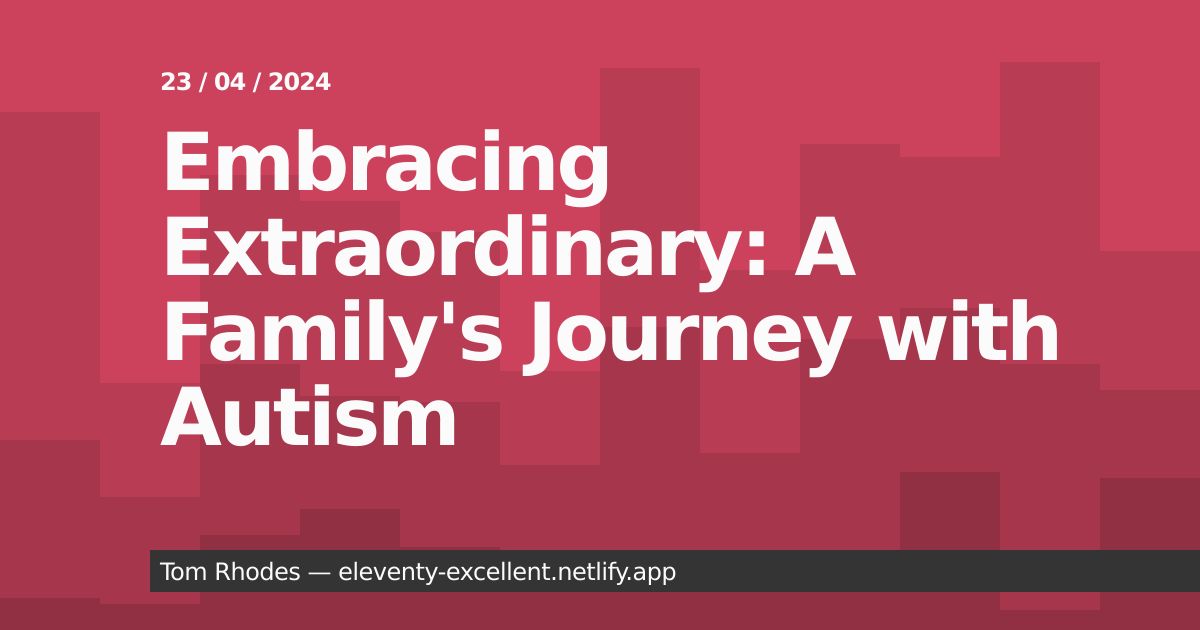 23 / 04 / 2024
Embracing
Extraordinary: A
Family's Journey with
Autism
Tom Rhodes — eleventy-excellent.netlify.app